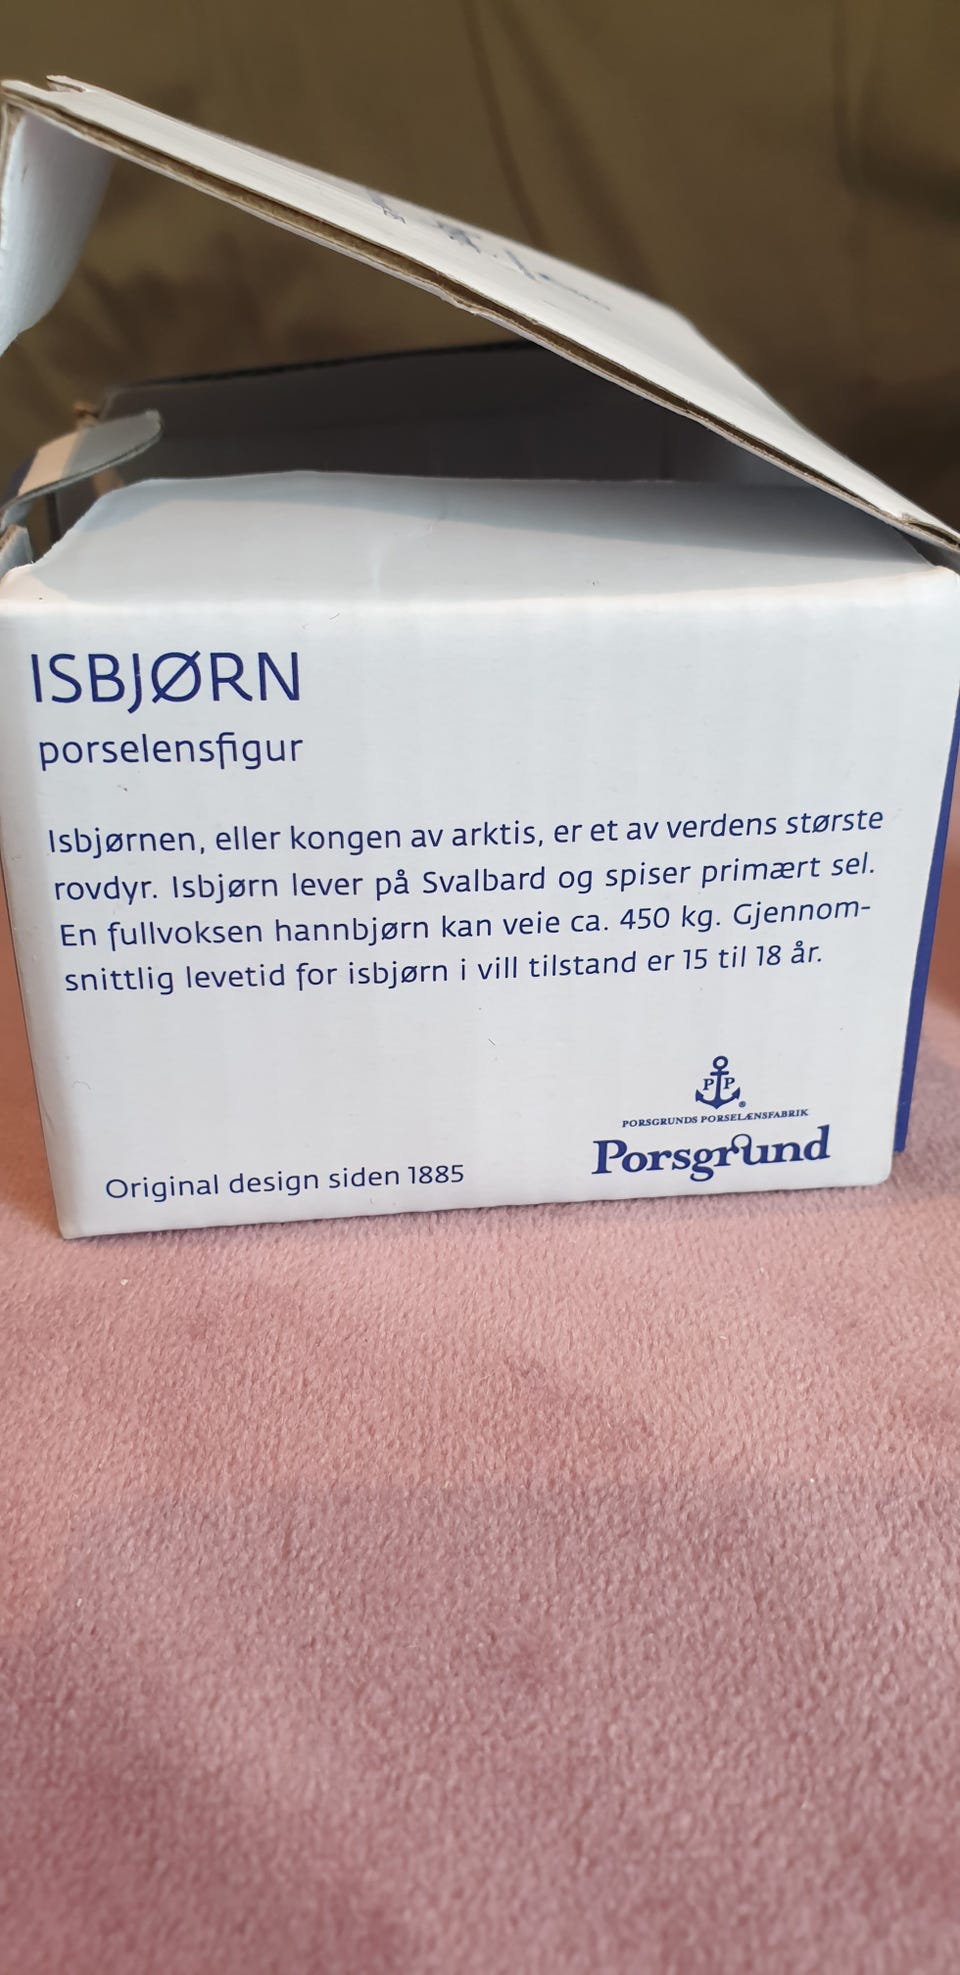 ISBJØRN
porselensfigur
Isbjørnen, eller kongen av arktis, er et av verdens største
rovdyr. Isbjørn lever på Svalbard og spiser primært sel.
En fullvoksen hannbjørn kan veie ca. 450 kg. Gjennom-
snittlig levetid for isbjørn i vill tilstand er 15 til 18 år.
P P ®
PORSGRUNDS PORSELÆNSFABRIK
Porsgrund
Original design siden 1885